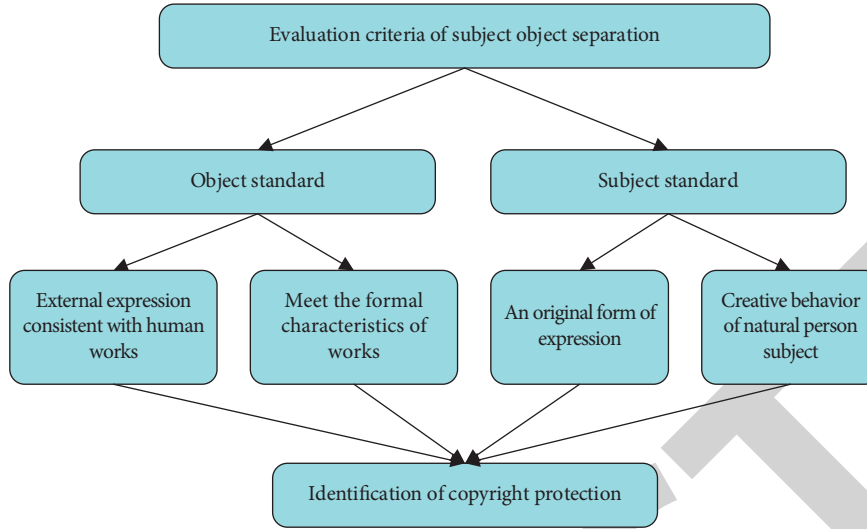 Evaluation criteria of subject object separation
Object standard
Subject standard
External expression
consistent with human
works
Meet the formal
characteristics of
works
An original form of
expression
Creative behavior
of natural person
subject
Identification of copyright protection